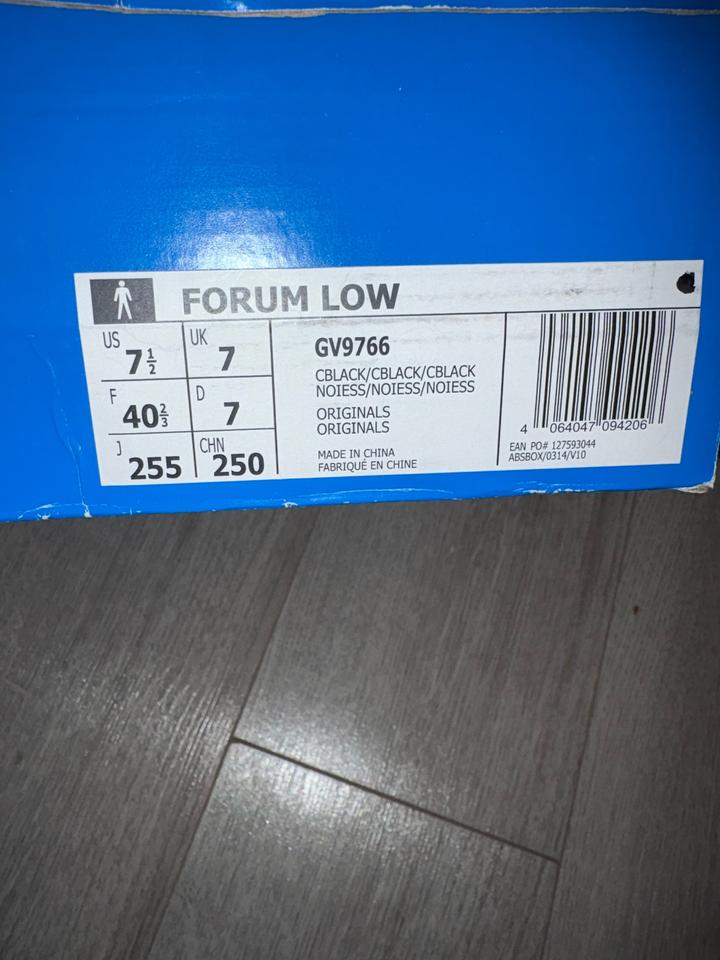 FORUM LOW
US 7½ UK 7
F 40⅔ D 7
J 255 CHN 250
GV9766
CBLACK/CBLACK/CBLACK
NOIESS/NOIESS/NOIESS
ORIGINALS
ORIGINALS
MADE IN CHINA
FABRIQUÉ EN CHINE
4 064047 094206
EAN PO# 127593044
ABSBOX/0314/V10